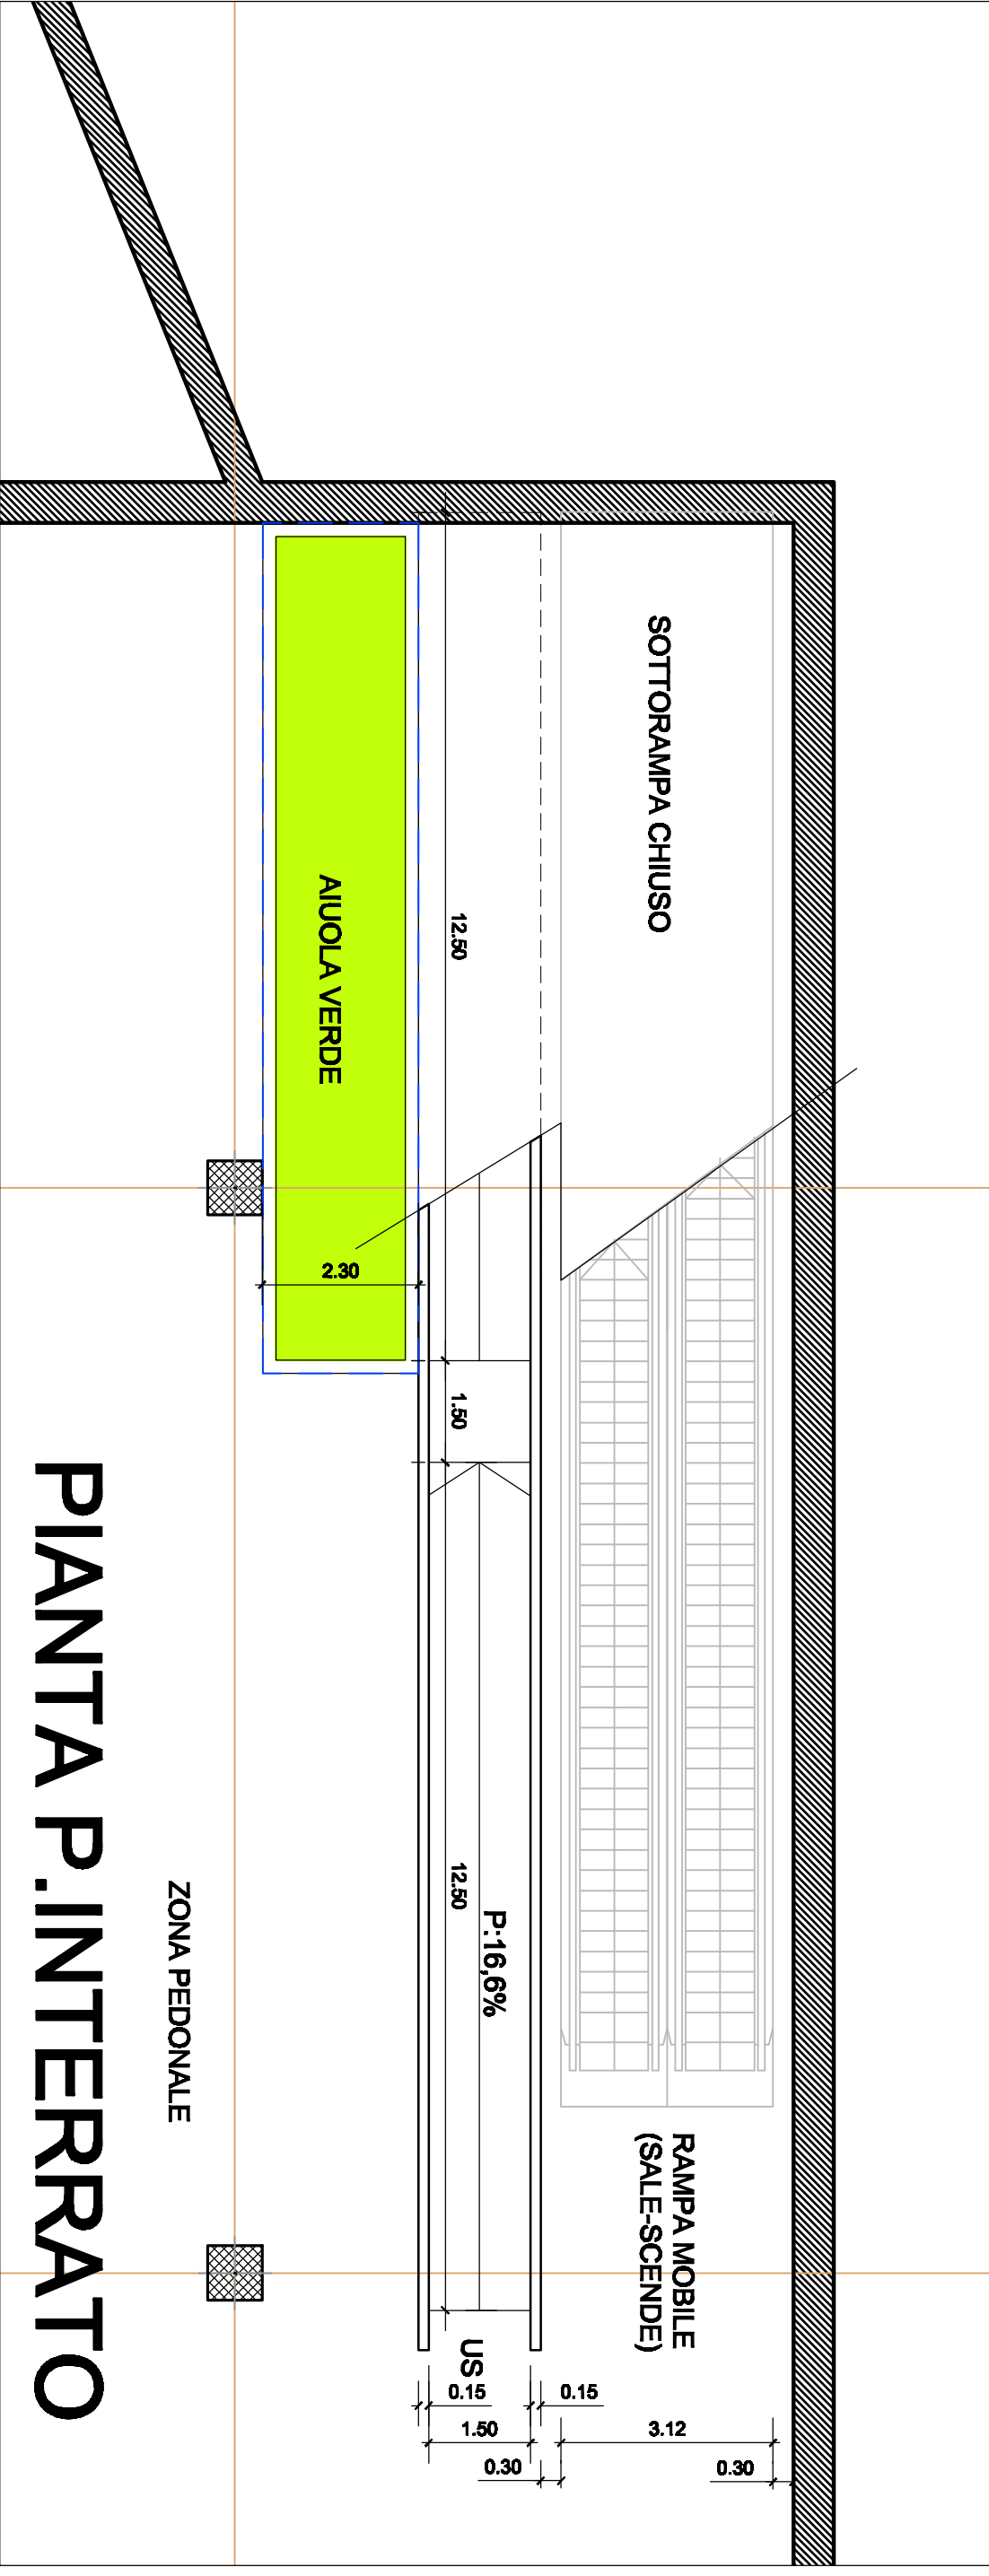 SOTTORAMPA CHIUSO
12.50
AIUOLA VERDE
2.30
1.50
12.50
P:16,6%
RAMPA MOBILE
(SALE-SCENDE)
US
0.15
0.15
1.50
3.12
0.30
0.30
ZONA PEDONALE
PIANTA P.INTERRATO